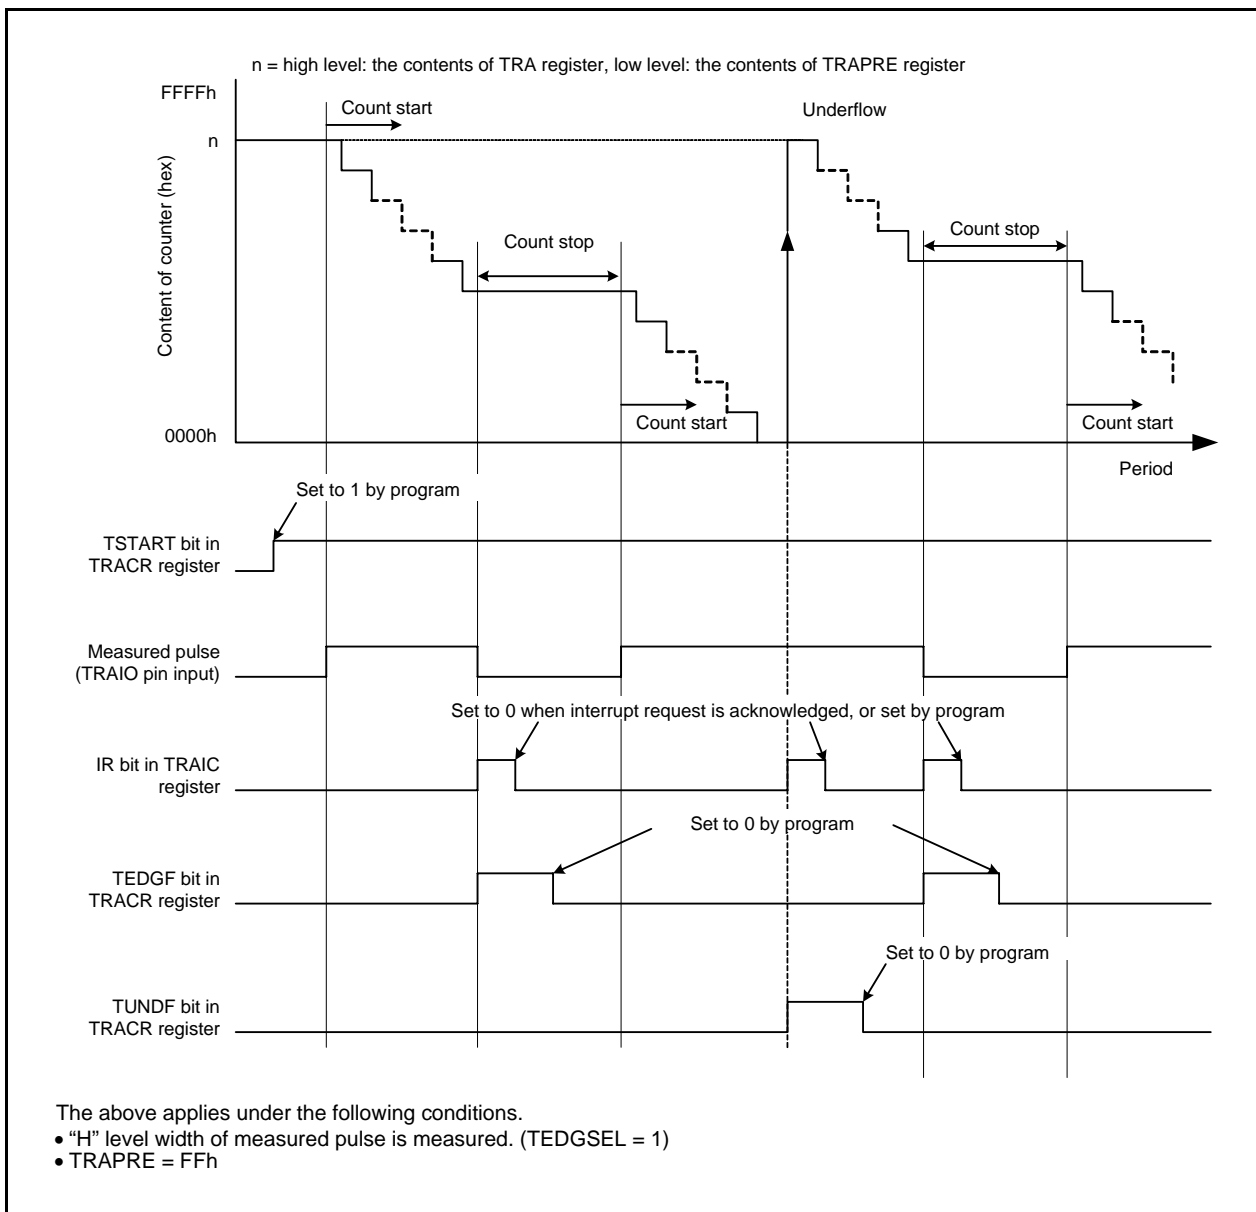 n = high level: the contents of TRA register, low level: the contents of TRAPRE register
FFFFh
Count start
Underflow
n
Content of counter (hex)
Count stop
Count stop
Count start
Count start
0000h
Period
Set to 1 by program
TSTART bit in
TRACR register
Measured pulse
(TRAIO pin input)
Set to 0 when interrupt request is acknowledged, or set by program
IR bit in TRAIC
register
Set to 0 by program
TEDGF bit in
TRACR register
Set to 0 by program
TUNDF bit in
TRACR register
The above applies under the following conditions.
• “H” level width of measured pulse is measured. (TEDGSEL = 1)
• TRAPRE = FFh